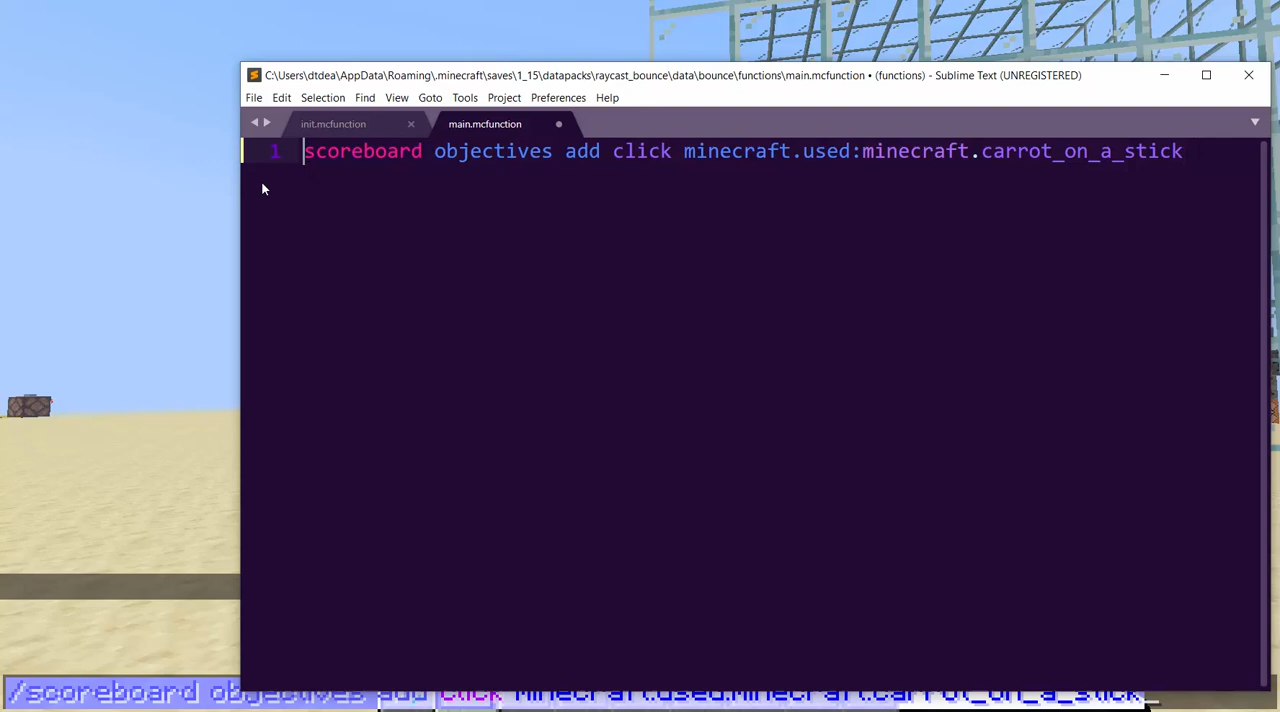 C:\Users\dtdea\AppData\Roaming\.minecraft\saves\1_15\datapacks\raycast_bounce\data\bounce\functions\main.mcfunction • (functions) - Sublime Text (UNREGISTERED)
File Edit Selection Find View Goto Tools Project Preferences Help
init.mcfunction main.mcfunction
1 scoreboard objectives add click minecraft.used:minecraft.carrot_on_a_stick
/scoreboard objectives add click minecraft.used:minecraft.carrot_on_a_stick_